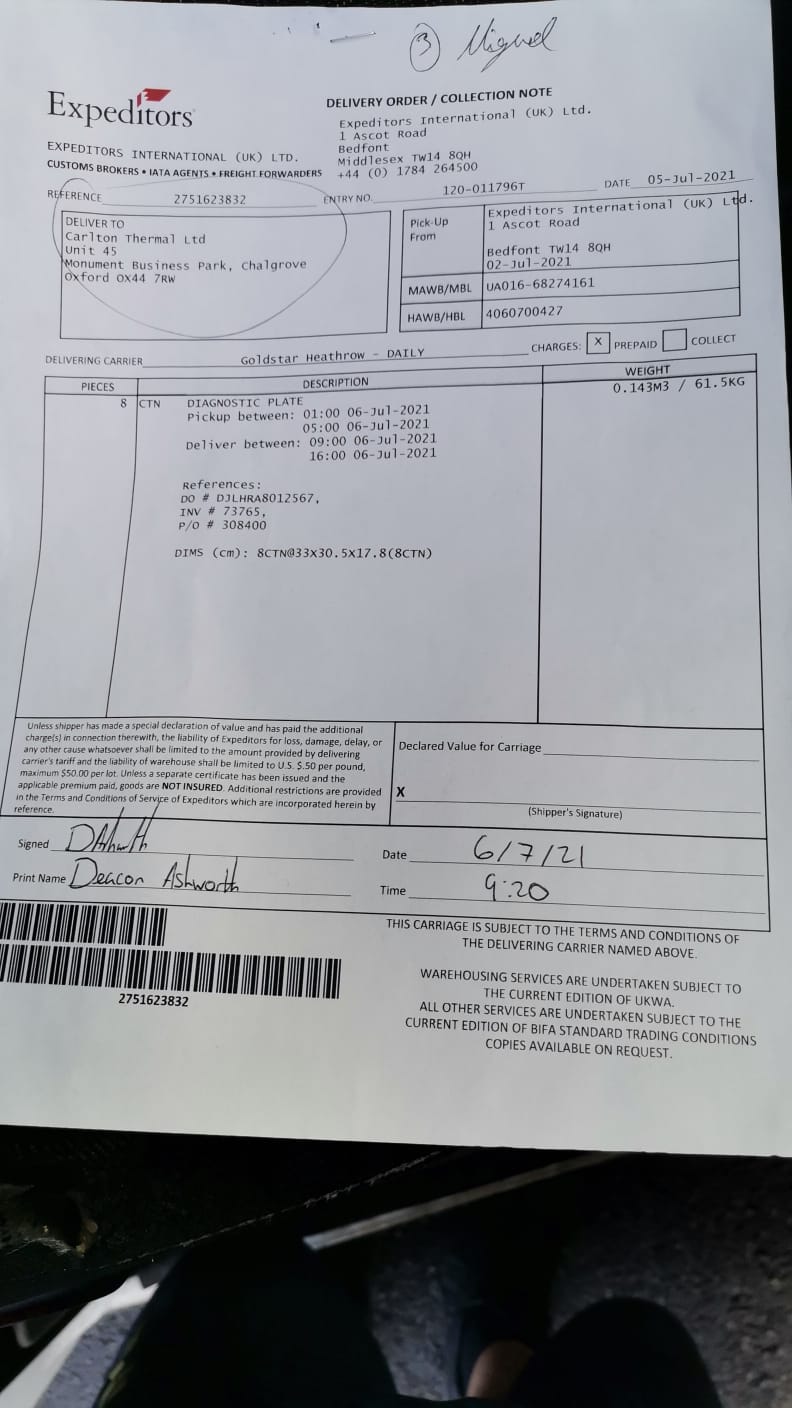 ③ Miguel
Expeditors
EXPEDITORS INTERNATIONAL (UK) LTD.
CUSTOMS BROKERS • IATA AGENTS • FREIGHT FORWARDERS
DELIVERY ORDER / COLLECTION NOTE
Expeditors International (UK) Ltd.
1 Ascot Road
Bedfont
Middlesex TW14 8QH
+44 (0) 1784 264500
REFERENCE 2751623832 ENTRY NO. 120-011796T DATE 05-Jul-2021
DELIVER TO
Carlton Thermal Ltd
Unit 45
Monument Business Park, Chalgrove
Oxford OX44 7RW
Pick-Up From
Expeditors International (UK) Ltd.
1 Ascot Road
Bedfont TW14 8QH
02-Jul-2021
MAWB/MBL UA016-68274161
HAWB/HBL 4060700427
DELIVERING CARRIER Goldstar Heathrow - DAILY CHARGES: X PREPAID COLLECT
PIECES DESCRIPTION WEIGHT
8 CTN DIAGNOSTIC PLATE 0.143M3 / 61.5KG
Pickup between: 01:00 06-Jul-2021
05:00 06-Jul-2021
Deliver between: 09:00 06-Jul-2021
16:00 06-Jul-2021
References:
DO # DJLHRA8012567,
INV # 73765,
P/O # 308400
DIMS (cm): 8CTN@33X30.5X17.8(8CTN)
Unless shipper has made a special declaration of value and has paid the additional
charge(s) in connection therewith, the liability of Expeditors for loss, damage, delay, or
any other cause whatsoever shall be limited to the amount provided by delivering
carrier's tariff and the liability of warehouse shall be limited to U.S. $.50 per pound,
maximum $50.00 per lot. Unless a separate certificate has been issued and the
applicable premium paid, goods are NOT INSURED. Additional restrictions are provided
in the Terms and Conditions of Service of Expeditors which are incorporated herein by
reference.
Declared Value for Carriage
X
(Shipper's Signature)
Signed
Print Name Deacon Ashworth
Date 6/7/21
Time 9:20
THIS CARRIAGE IS SUBJECT TO THE TERMS AND CONDITIONS OF
THE DELIVERING CARRIER NAMED ABOVE.
WAREHOUSING SERVICES ARE UNDERTAKEN SUBJECT TO
THE CURRENT EDITION OF UKWA.
ALL OTHER SERVICES ARE UNDERTAKEN SUBJECT TO THE
CURRENT EDITION OF BIFA STANDARD TRADING CONDITIONS
COPIES AVAILABLE ON REQUEST.
2751623832